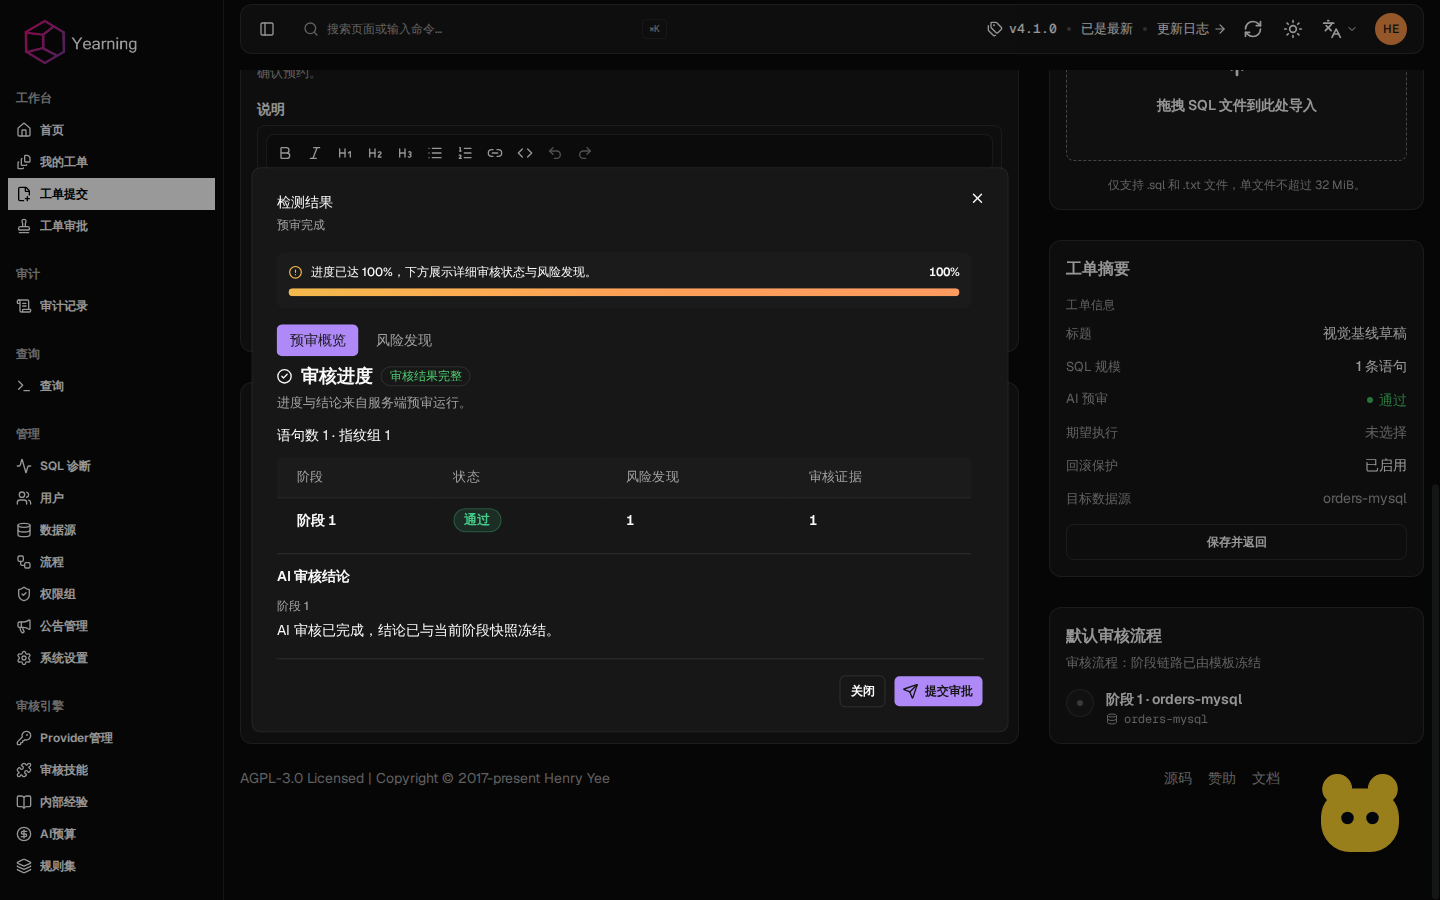 Yearning
工作台
首页
我的工单
工单提交
工单审批
审计
审计记录
查询
查询
管理
SQL 诊断
用户
数据源
流程
权限组
公告管理
系统设置
审核引擎
Provider管理
审核技能
内部经验
AI预算
规则集
搜索页面或输入命令...
⌘K
v4.1.0 • 已是最新 • 更新日志
HE
确认预约。
说明
B I H1 H2 H3
检测结果
预审完成
进度已达 100%，下方展示详细审核状态与风险发现。 100%
预审概览 风险发现
审核进度 审核结果完整
进度与结论来自服务端预审运行。
语句数 1 · 指纹组 1
阶段 状态 风险发现 审核证据
阶段 1 通过 1 1
AI 审核结论
阶段 1
AI 审核已完成，结论已与当前阶段快照冻结。
关闭 提交审批
拖拽 SQL 文件到此处导入
仅支持 .sql 和 .txt 文件，单文件不超过 32 MiB。
工单摘要
工单信息
标题 视觉基线草稿
SQL 规模 1 条语句
AI 预审 通过
期望执行 未选择
回滚保护 已启用
目标数据源 orders-mysql
保存并返回
默认审核流程
审核流程：阶段链路已由模板冻结
阶段 1 · orders-mysql
orders-mysql
AGPL-3.0 Licensed | Copyright © 2017-present Henry Yee
源码 赞助 文档